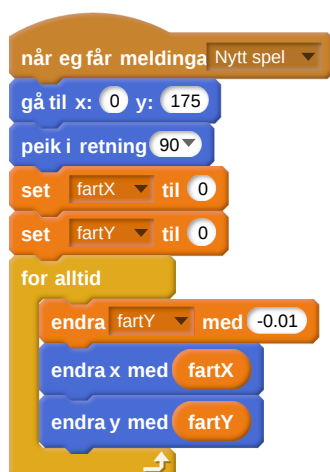 når eg får meldinga Nytt spel
gå til x: 0 y: 175
peik i retning 90
set fartX til 0
set fartY til 0
for alltid
endra fartY med -0.01
endra x med fartX
endra y med fartY